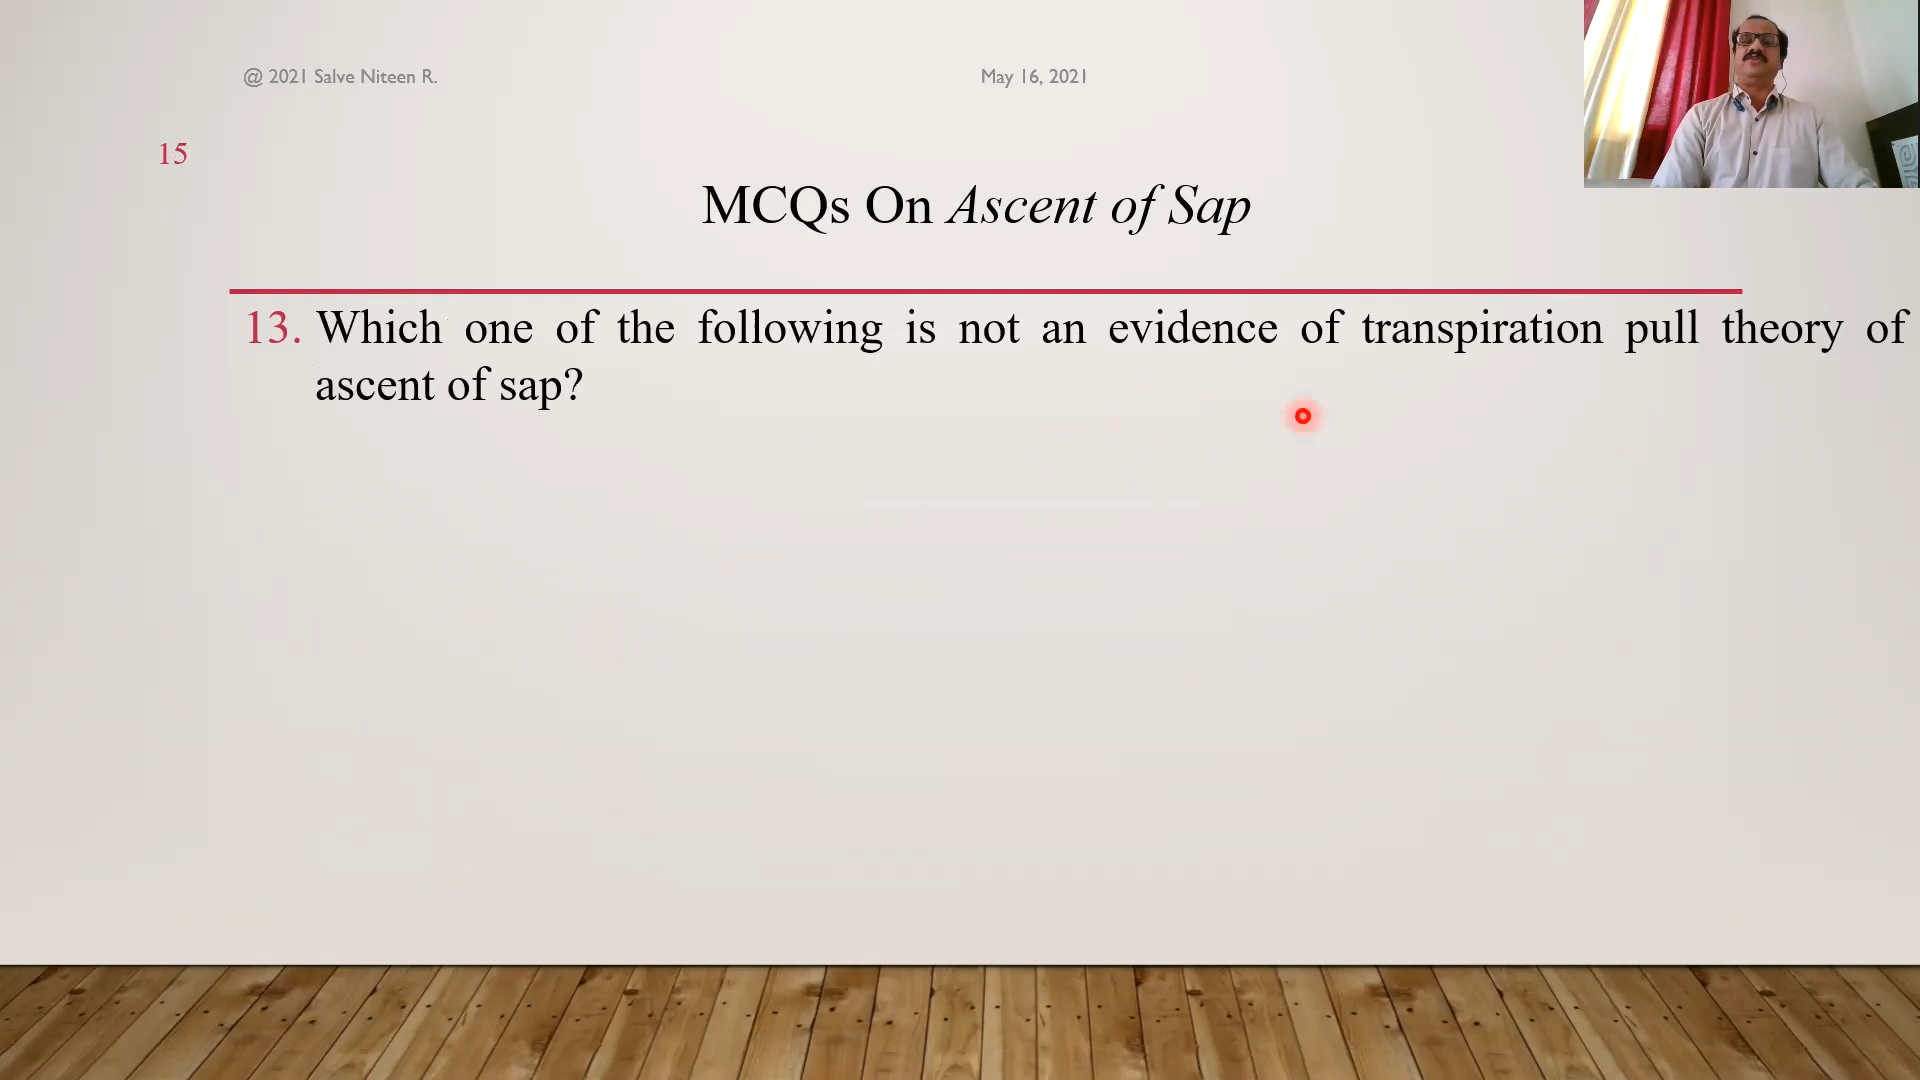 @ 2021 Salve Niteen R.
May 16, 2021
15
MCQs On Ascent of Sap
13. Which one of the following is not an evidence of transpiration pull theory of
ascent of sap?